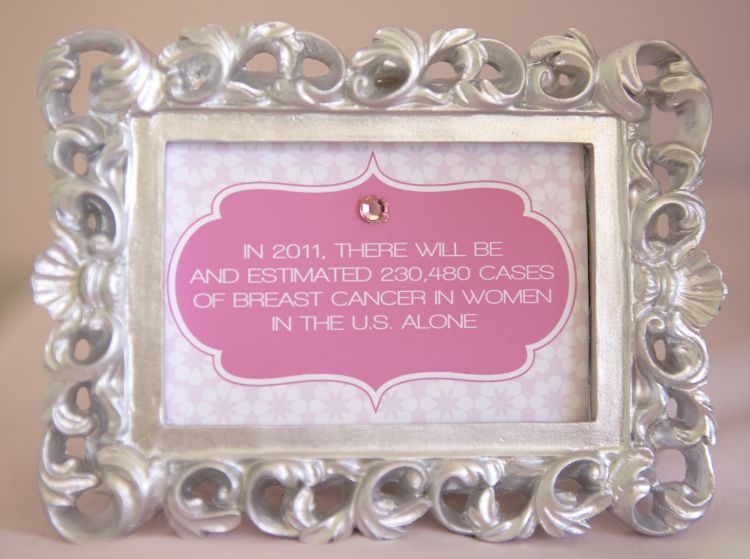 IN 2011, THERE WILL BE
AND ESTIMATED 230,480 CASES
OF BREAST CANCER IN WOMEN
IN THE U.S. ALONE